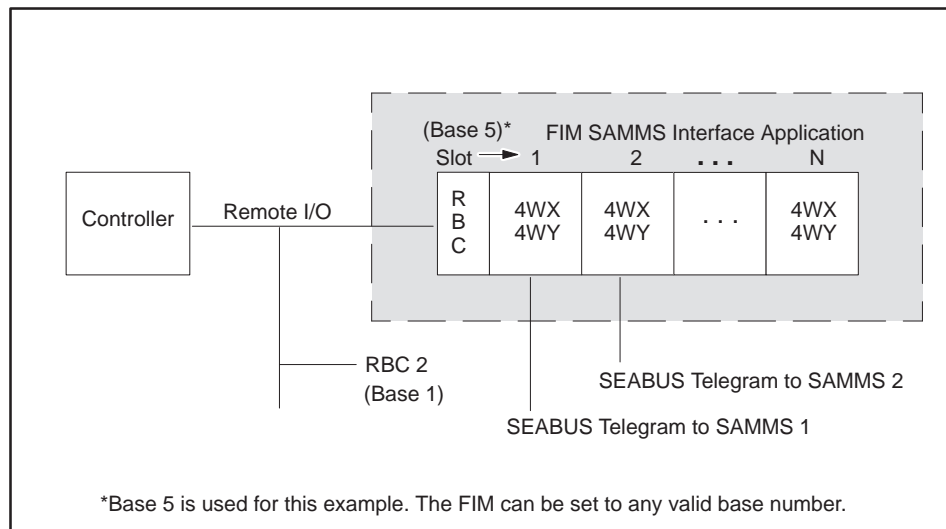 (Base 5)* FIM SAMMS Interface Application
Slot 1 2 . . . N
Controller
Remote I/O
R
B
C
4WX 4WX . . . 4WX
4WY 4WY 4WY
RBC 2
(Base 1)
SEABUS Telegram to SAMMS 2
SEABUS Telegram to SAMMS 1
*Base 5 is used for this example. The FIM can be set to any valid base number.